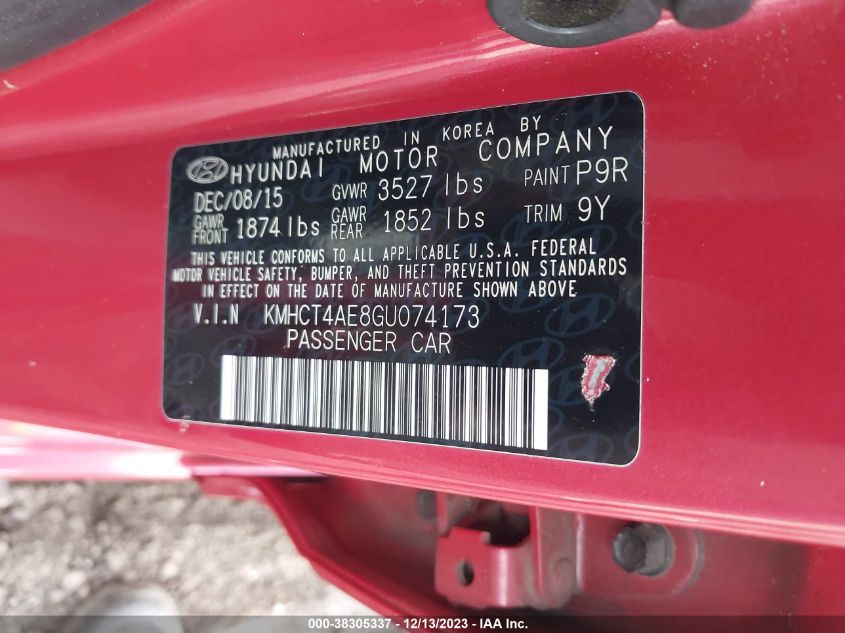 MANUFACTURED IN KOREA BY
HYUNDAI MOTOR COMPANY
DEC/08/15 GVWR 3527 lbs PAINT P9R
GAWR FRONT 1874 lbs GAWR REAR 1852 lbs TRIM 9Y
THIS VEHICLE CONFORMS TO ALL APPLICABLE U.S.A. FEDERAL
MOTOR VEHICLE SAFETY, BUMPER, AND THEFT PREVENTION STANDARDS
IN EFFECT ON THE DATE OF MANUFACTURE SHOWN ABOVE
V.I.N KMHCT4AE8GU074173
PASSENGER CAR
000-38305337 - 12/13/2023 - IAA Inc.